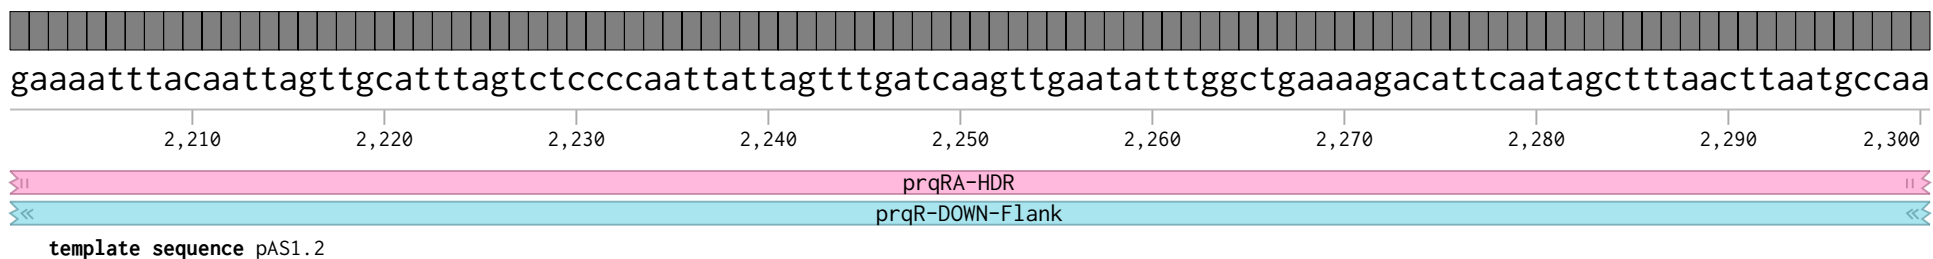 gaaaatttacaattagttgcatttagtctccccaattattagtttgatcaagttgaatatttggctgaaaagacattcaatagctttaacttaatgccaa
2,210 2,220 2,230 2,240 2,250 2,260 2,270 2,280 2,290 2,300
prqRA-HDR
prqR-DOWN-Flank
template sequence pAS1.2